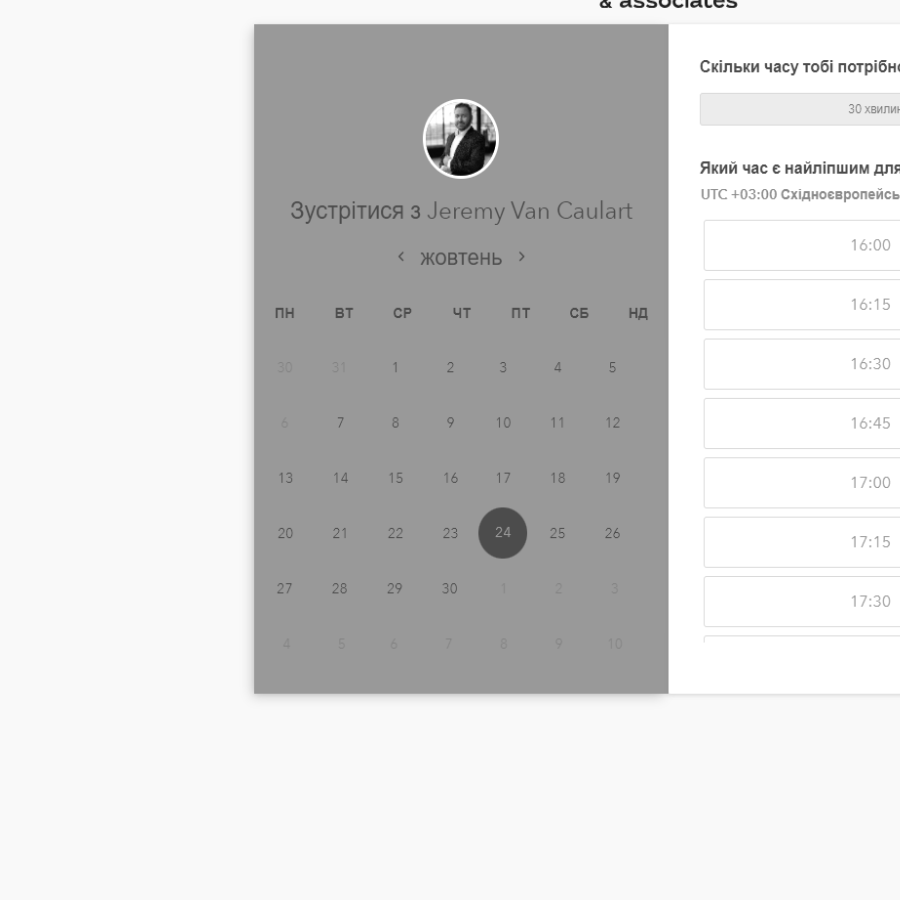 & associates
Зустрітися з Jeremy Van Caulart
жовтень
ПН ВТ СР ЧТ ПТ СБ НД
30 31 1 2 3 4 5
6 7 8 9 10 11 12
13 14 15 16 17 18 19
20 21 22 23 24 25 26
27 28 29 30 1 2 3
4 5 6 7 8 9 10
Скільки часу тобі потрібно
30 хвилин
Який час є найліпшим для
UTC +03:00 Східноєвропейсь
16:00
16:15
16:30
16:45
17:00
17:15
17:30